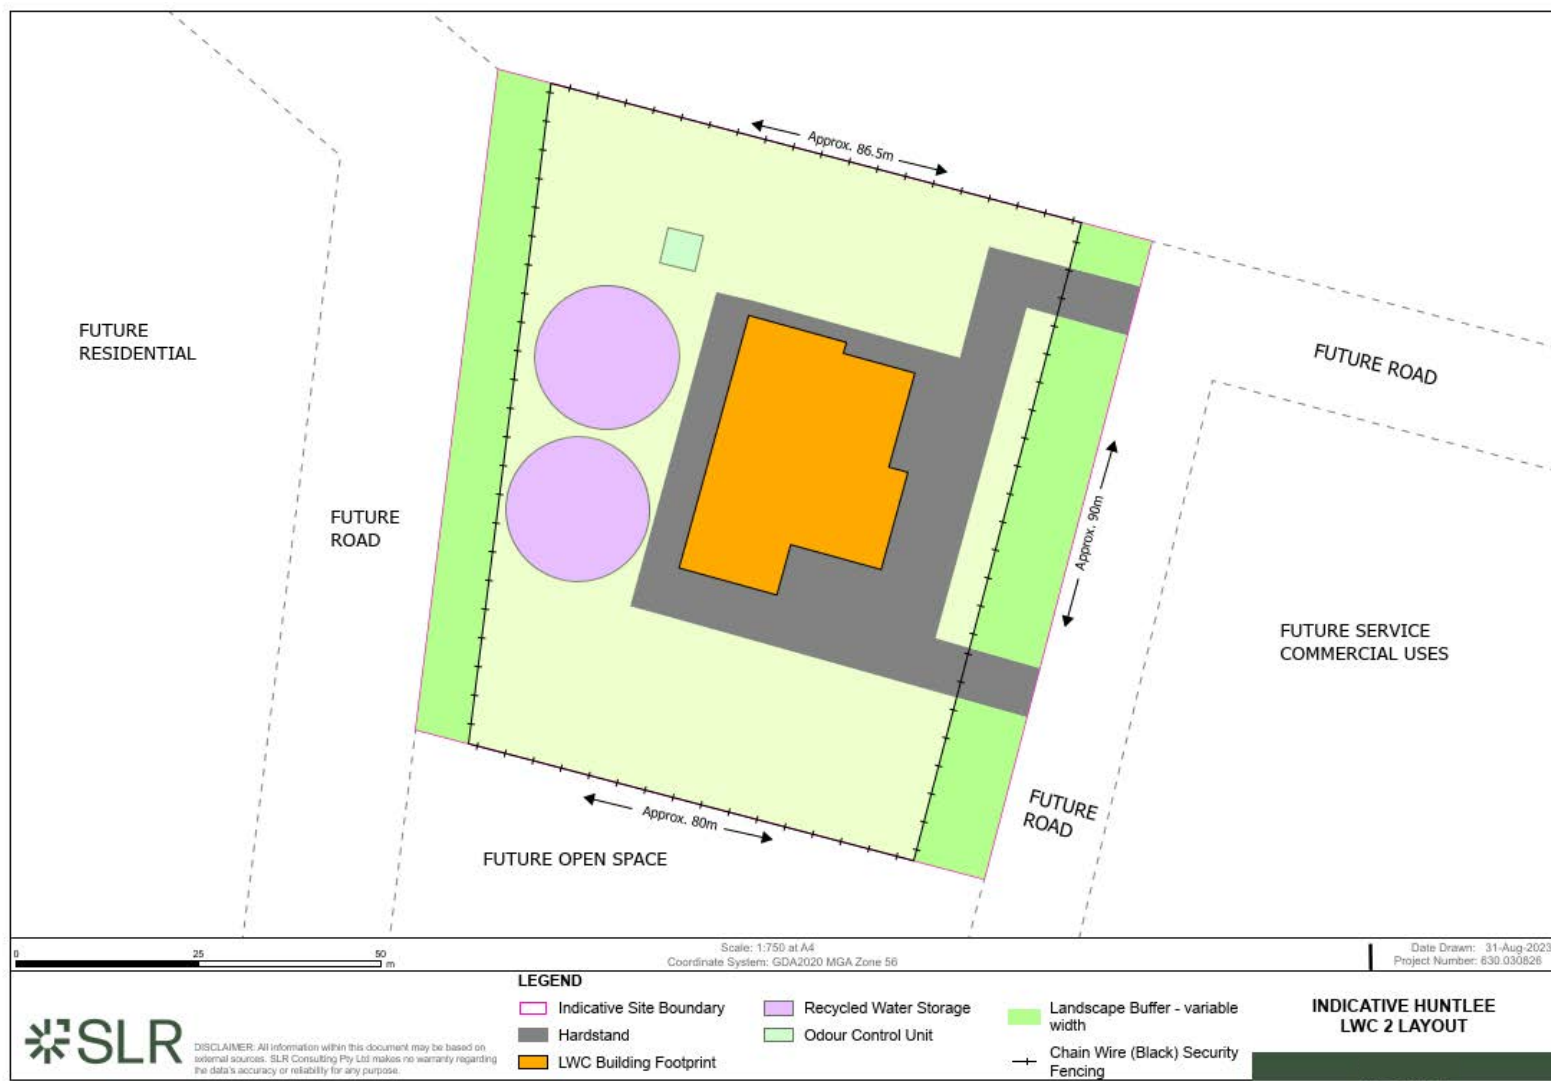 Approx. 86.5m
FUTURE
RESIDENTIAL
FUTURE ROAD
FUTURE
ROAD
Approx. 90m
FUTURE SERVICE
COMMERCIAL USES
FUTURE
ROAD
Approx. 80m
FUTURE OPEN SPACE
0 25 50 m
Scale: 1:750 at A4
Coordinate System: GDA2020 MGA Zone 56
Date Drawn: 31-Aug-2023
Project Number: 630.030826
LEGEND
Indicative Site Boundary
Hardstand
LWC Building Footprint
Recycled Water Storage
Odour Control Unit
Landscape Buffer - variable
width
Chain Wire (Black) Security
Fencing
INDICATIVE HUNTLEE
LWC 2 LAYOUT
SLR
DISCLAIMER: All information within this document may be based on
external sources. SLR Consulting Pty Ltd makes no warranty regarding
the data's accuracy or reliability for any purpose.